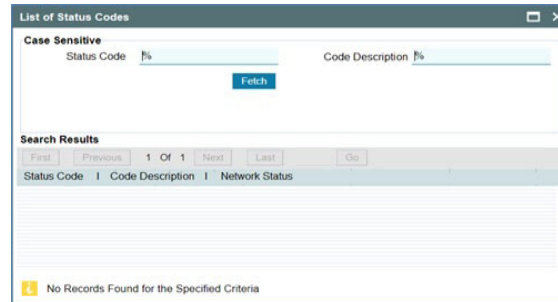 List of Status Codes
Case Sensitive
Status Code % Code Description %
Fetch
Search Results
First Previous 1 Of 1 Next Last Go
Status Code Code Description Network Status
No Records Found for the Specified Criteria